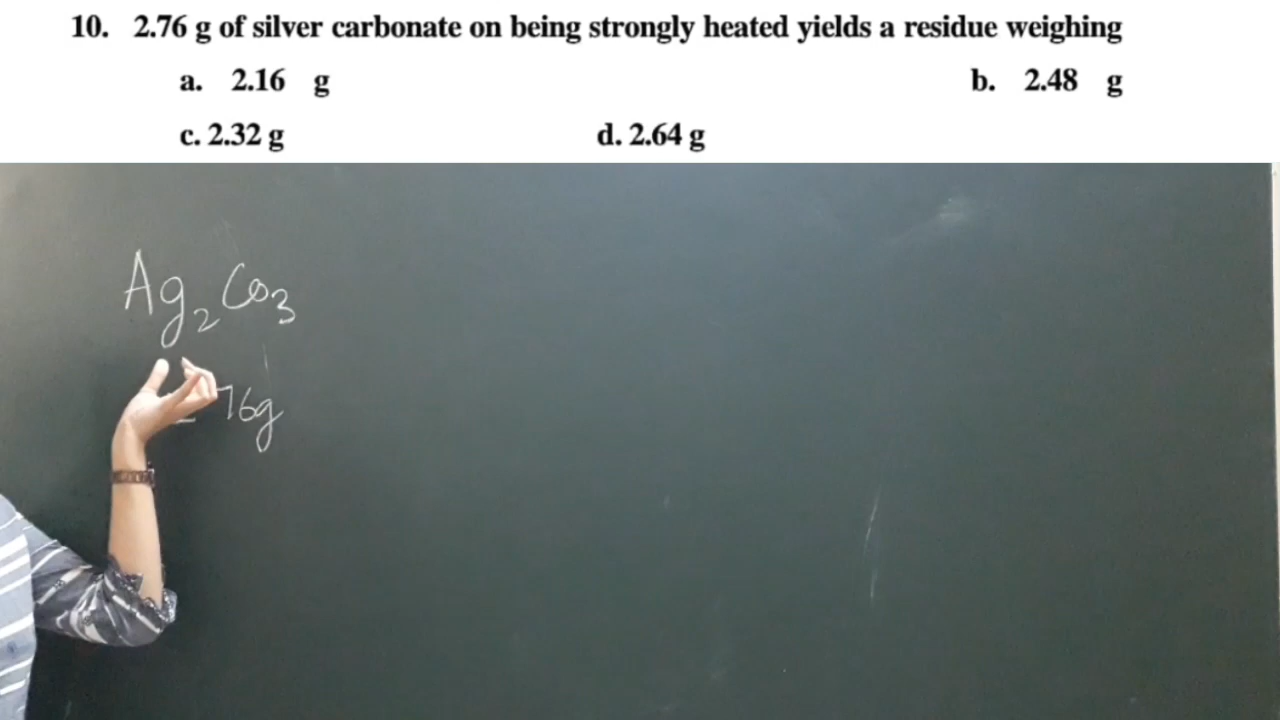 10. 2.76 g of silver carbonate on being strongly heated yields a residue weighing
a. 2.16 g b. 2.48 g
c. 2.32 g d. 2.64 g
Ag₂Co₃
76g